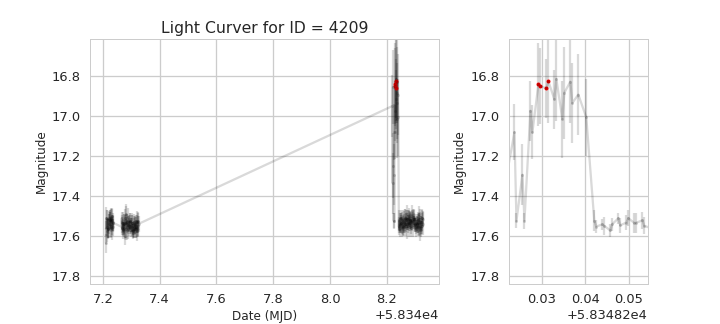 Light Curver for ID = 4209
Magnitude
16.8
17.0
17.2
17.4
17.6
17.8
7.2 7.4 7.6 7.8 8.0 8.2
Date (MJD)
+5.834e4
Magnitude
16.8
17.0
17.2
17.4
17.6
17.8
0.03 0.04 0.05
+5.83482e4